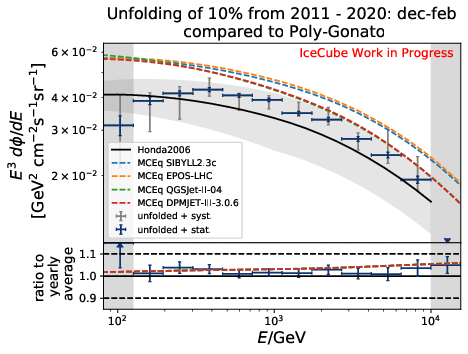 Unfolding of 10% from 2011 - 2020: dec-feb
compared to Poly-Gonato
IceCube Work in Progress
E³ dϕ/dE
[GeV² cm⁻²s⁻¹sr⁻¹]
6 × 10⁻²
4 × 10⁻²
3 × 10⁻²
2 × 10⁻²
Honda2006
MCEq SIBYLL2.3c
MCEq EPOS-LHC
MCEq QGSJet-II-04
MCEq DPMJET-III-3.0.6
unfolded + syst.
unfolded + stat.
ratio to
yearly
average
1.1
1.0
0.9
10² 10³ 10⁴
E/GeV